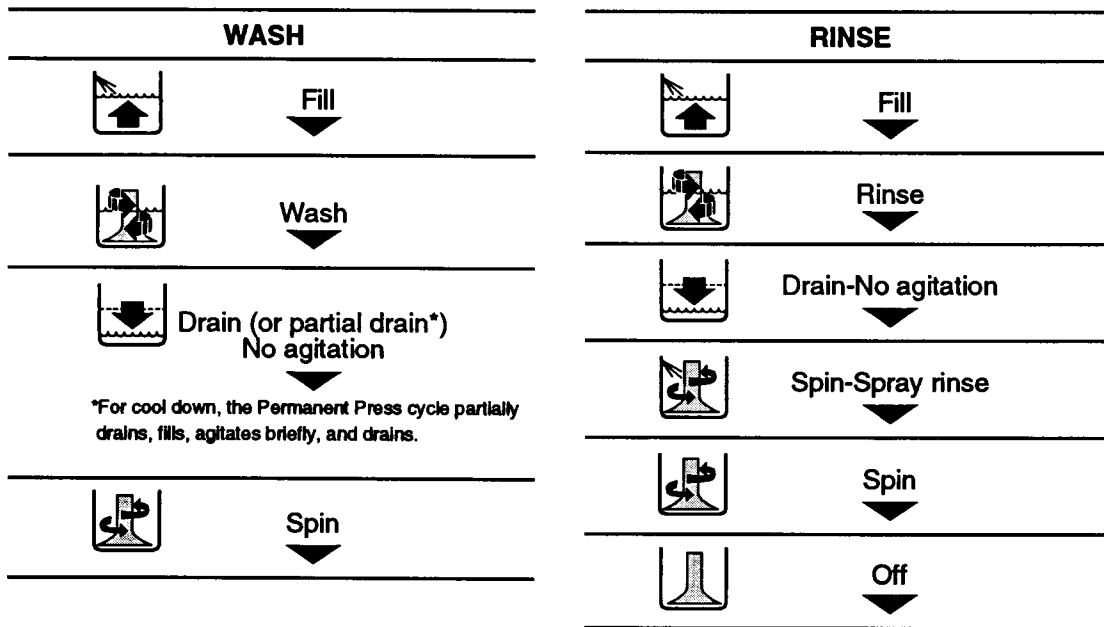 WASH
Fill
Wash
Drain (or partial drain*)
No agitation
*For cool down, the Permanent Press cycle partially
drains, fills, agitates briefly, and drains.
Spin
RINSE
Fill
Rinse
Drain-No agitation
Spin-Spray rinse
Spin
Off